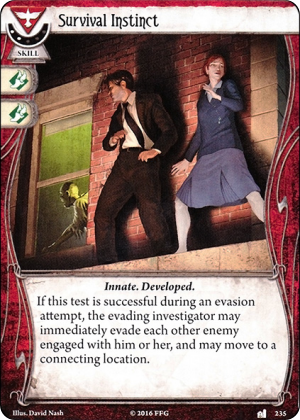 Survival Instinct
SKILL
Innate. Developed.
If this test is successful during an evasion
attempt, the evading investigator may
immediately evade each other enemy
engaged with him or her, and may move to a
connecting location.
Illus. David Nash
© 2016 FFG
235